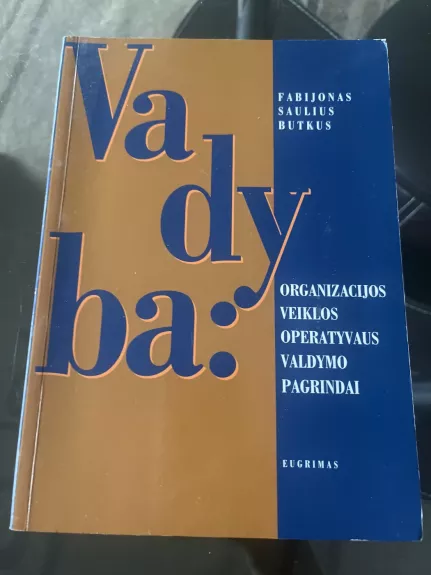 Va
dy
ba:
FABIJONAS
SAULIUS
BUTKUS
ORGANIZACIJOS
VEIKLOS
OPERATYVAUS
VALDYMO
PAGRINDAI
EUGRIMAS